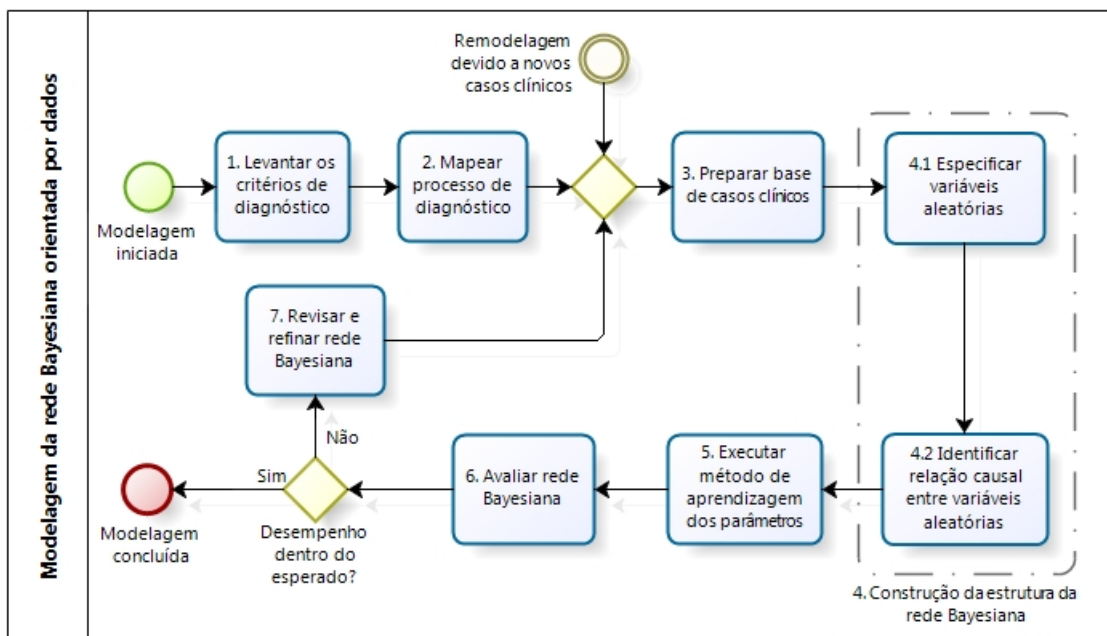 Modelagem da rede Bayesiana orientada por dados
Remodelagem
devido a novos
casos clínicos
Modelagem
iniciada
1. Levantar os
critérios de
diagnóstico
2. Mapear
processo de
diagnóstico
3. Preparar base
de casos clínicos
4.1 Especificar
variáveis
aleatórias
7. Revisar e
refinar rede
Bayesiana
Não
Sim
Modelagem
concluída
Desempenho
dentro do
esperado?
6. Avaliar rede
Bayesiana
5. Executar
método de
aprendizagem
dos parâmetros
4.2 Identificar
relação causal
entre variáveis
aleatórias
4. Construção da estrutura da
rede Bayesiana